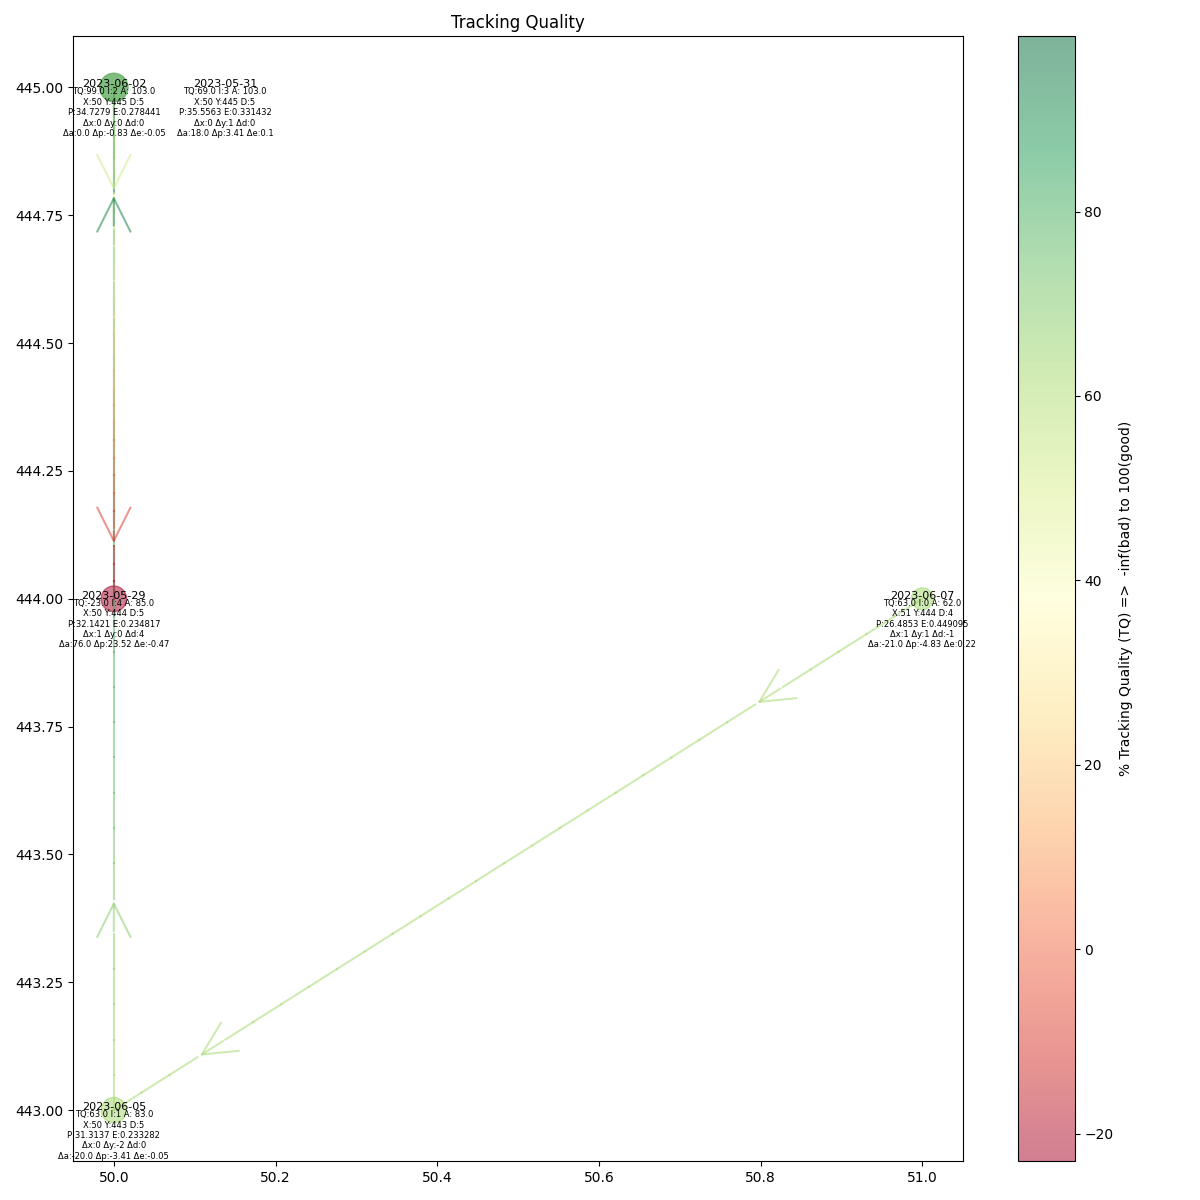 Tracking Quality
2023-06-02
TQ:99.0 I:2 A: 103.0
X:50 Y:445 D:5
P:34.7279 E:0.278441
Δx:0 Δy:0 Δd:0
Δa:0.0 Δp:-0.83 Δe:-0.05
2023-05-31
TQ:69.0 I:3 A: 103.0
X:50 Y:445 D:5
P:35.5563 E:0.331432
Δx:0 Δy:1 Δd:0
Δa:18.0 Δp:3.41 Δe:0.1
2023-05-29
TQ:-23.0 I:4 A: 85.0
X:50 Y:444 D:5
P:32.1421 E:0.234817
Δx:1 Δy:0 Δd:4
Δa:76.0 Δp:23.52 Δe:-0.47
2023-06-07
TQ:63.0 I:0 A: 62.0
X:51 Y:444 D:4
P:26.4853 E:0.449095
Δx:1 Δy:1 Δd:-1
Δa:-21.0 Δp:-4.83 Δe:0.22
2023-06-05
TQ:63.0 I:1 A: 83.0
X:50 Y:443 D:5
P:31.3137 E:0.233282
Δx:0 Δy:-2 Δd:0
Δa:-20.0 Δp:-3.41 Δe:-0.05
445.00
444.75
444.50
444.25
444.00
443.75
443.50
443.25
443.00
50.0
50.2
50.4
50.6
50.8
51.0
80
60
40
20
0
−20
% Tracking Quality (TQ) => -inf(bad) to 100(good)